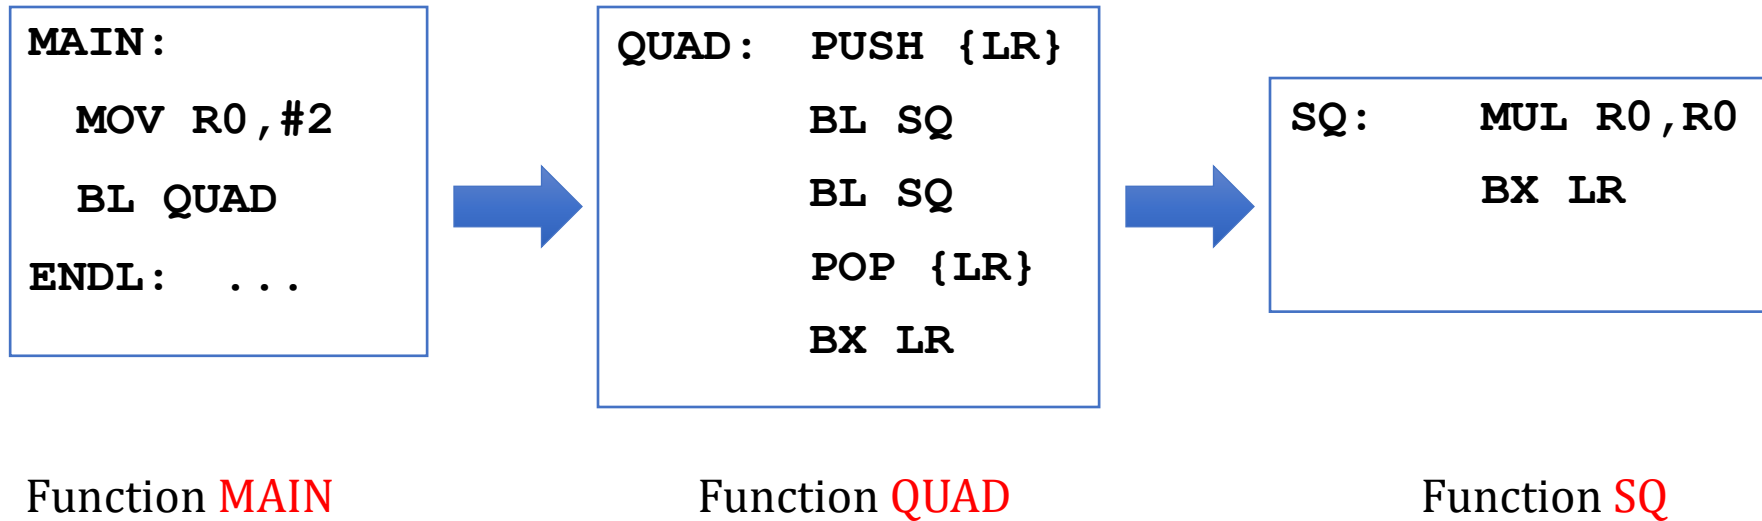 MAIN:
MOV R0,#2
BL QUAD
ENDL: ...
QUAD: PUSH {LR}
BL SQ
BL SQ
POP {LR}
BX LR
SQ: MUL R0,R0
BX LR
Function MAIN
Function QUAD
Function SQ